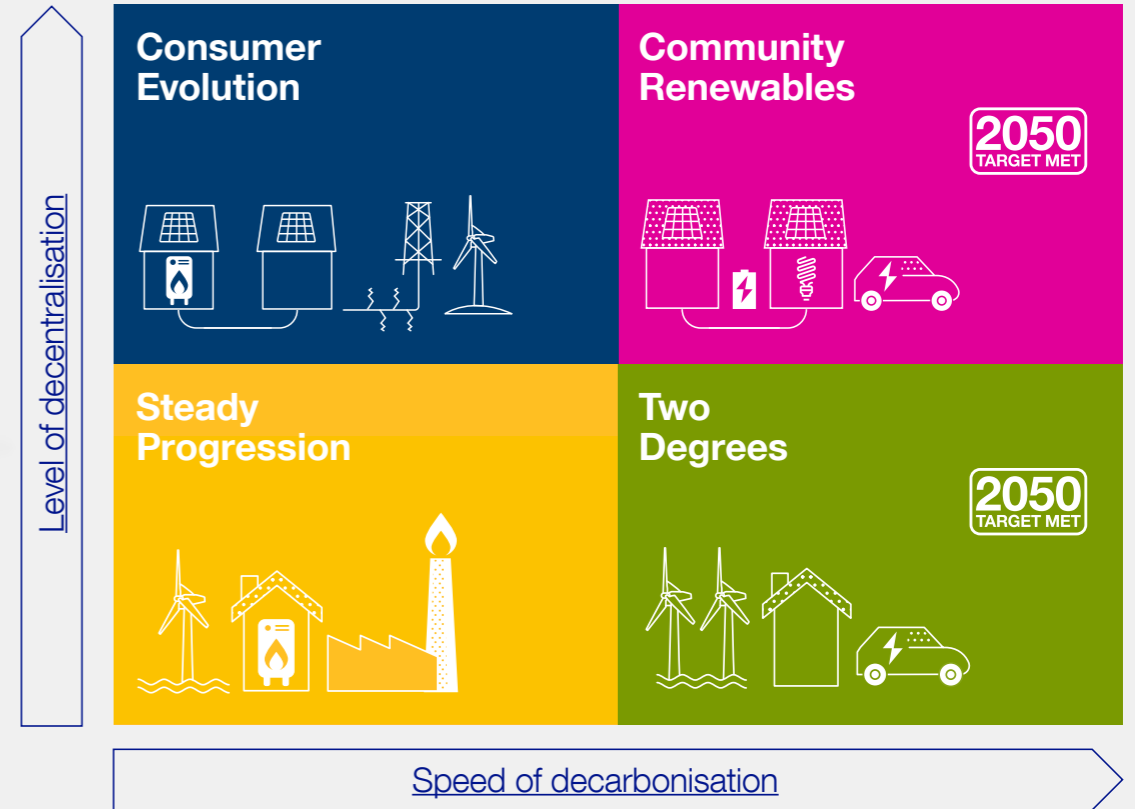 Level of decentralisation
Consumer
Evolution
Community
Renewables
2050
TARGET MET
Steady
Progression
Two
Degrees
2050
TARGET MET
Speed of decarbonisation